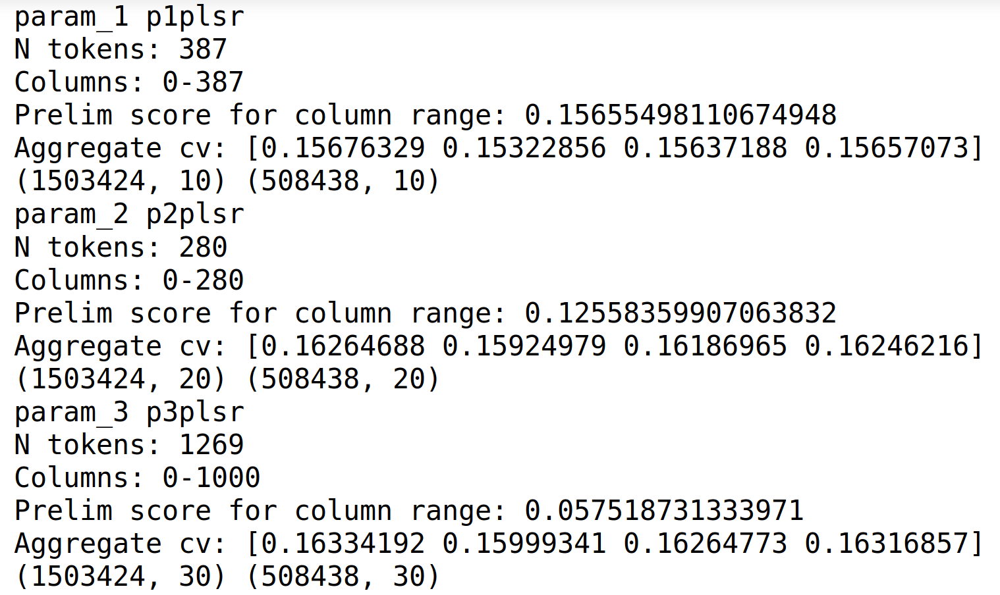 param_1 p1plsr
N tokens: 387
Columns: 0-387
Prelim score for column range: 0.15655498110674948
Aggregate cv: [0.15676329 0.15322856 0.15637188 0.15657073]
(1503424, 10) (508438, 10)
param_2 p2plsr
N tokens: 280
Columns: 0-280
Prelim score for column range: 0.12558359907063832
Aggregate cv: [0.16264688 0.15924979 0.16186965 0.16246216]
(1503424, 20) (508438, 20)
param_3 p3plsr
N tokens: 1269
Columns: 0-1000
Prelim score for column range: 0.057518731333971
Aggregate cv: [0.16334192 0.15999341 0.16264773 0.16316857]
(1503424, 30) (508438, 30)